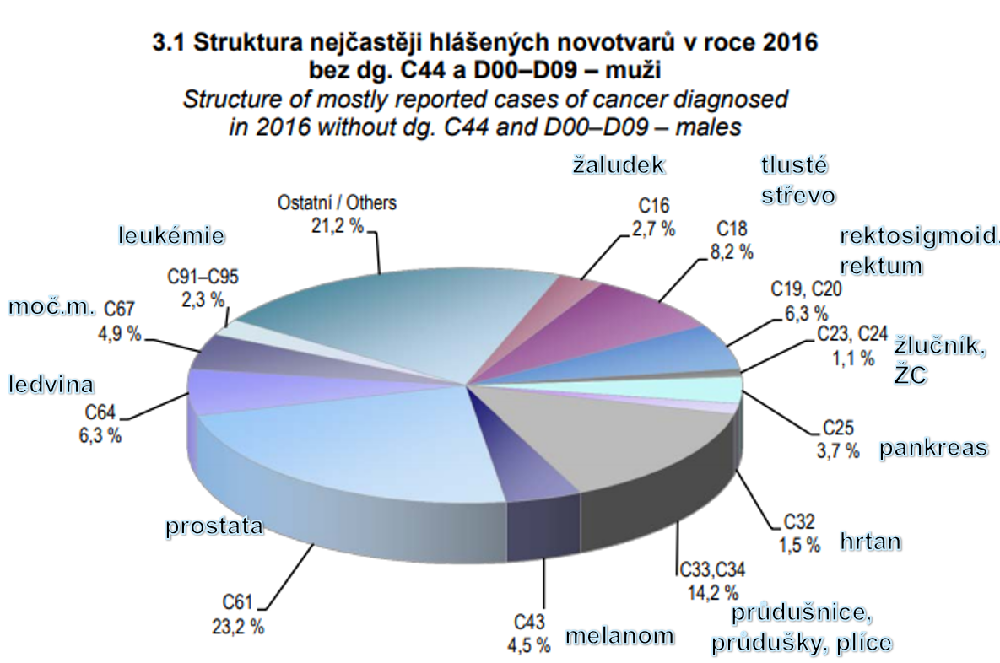 3.1 Struktura nejčastěji hlášených novotvarů v roce 2016
bez dg. C44 a D00–D09 – muži
Structure of mostly reported cases of cancer diagnosed
in 2016 without dg. C44 and D00–D09 – males
žaludek
tlusté
střevo
Ostatní / Others
21,2 %
C16
2,7 %
C18
8,2 %
leukémie
rektosigmoid.
rektum
C91–C95
2,3 %
C19, C20
6,3 %
moč.m.
C67
4,9 %
C23, C24
1,1 %
žlučník,
ŽC
ledvina
C64
6,3 %
C25
3,7 %
pankreas
prostata
C32
1,5 %
hrtan
C33,C34
14,2 %
C61
23,2 %
průdušnice,
průdušky, plíce
C43
4,5 %
melanom